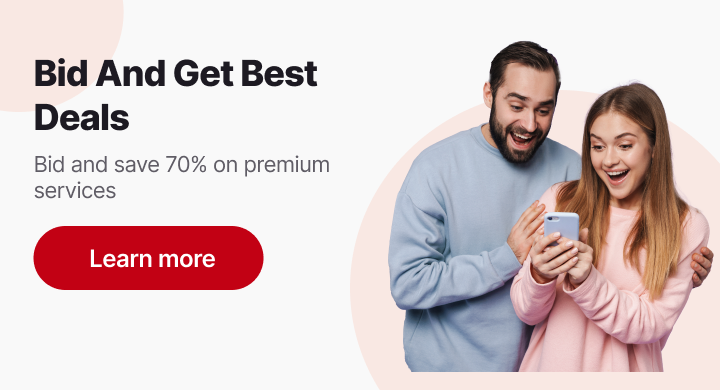 Bid And Get Best
Deals
Bid and save 70% on premium
services
Learn more